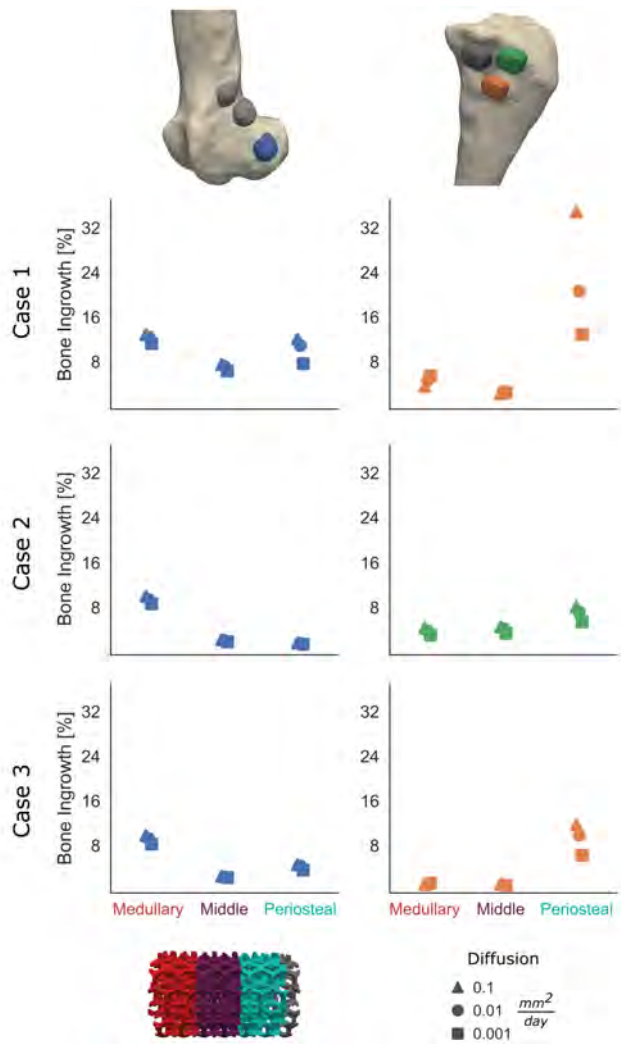 Case 1
Bone Ingrowth [%]
32
24
16
8
32
24
16
8
Case 2
Bone Ingrowth [%]
32
24
16
8
32
24
16
8
Case 3
Bone Ingrowth [%]
32
24
16
8
32
24
16
8
Medullary Middle Periosteal
Medullary Middle Periosteal
Diffusion
0.1
0.01 mm²/day
0.001